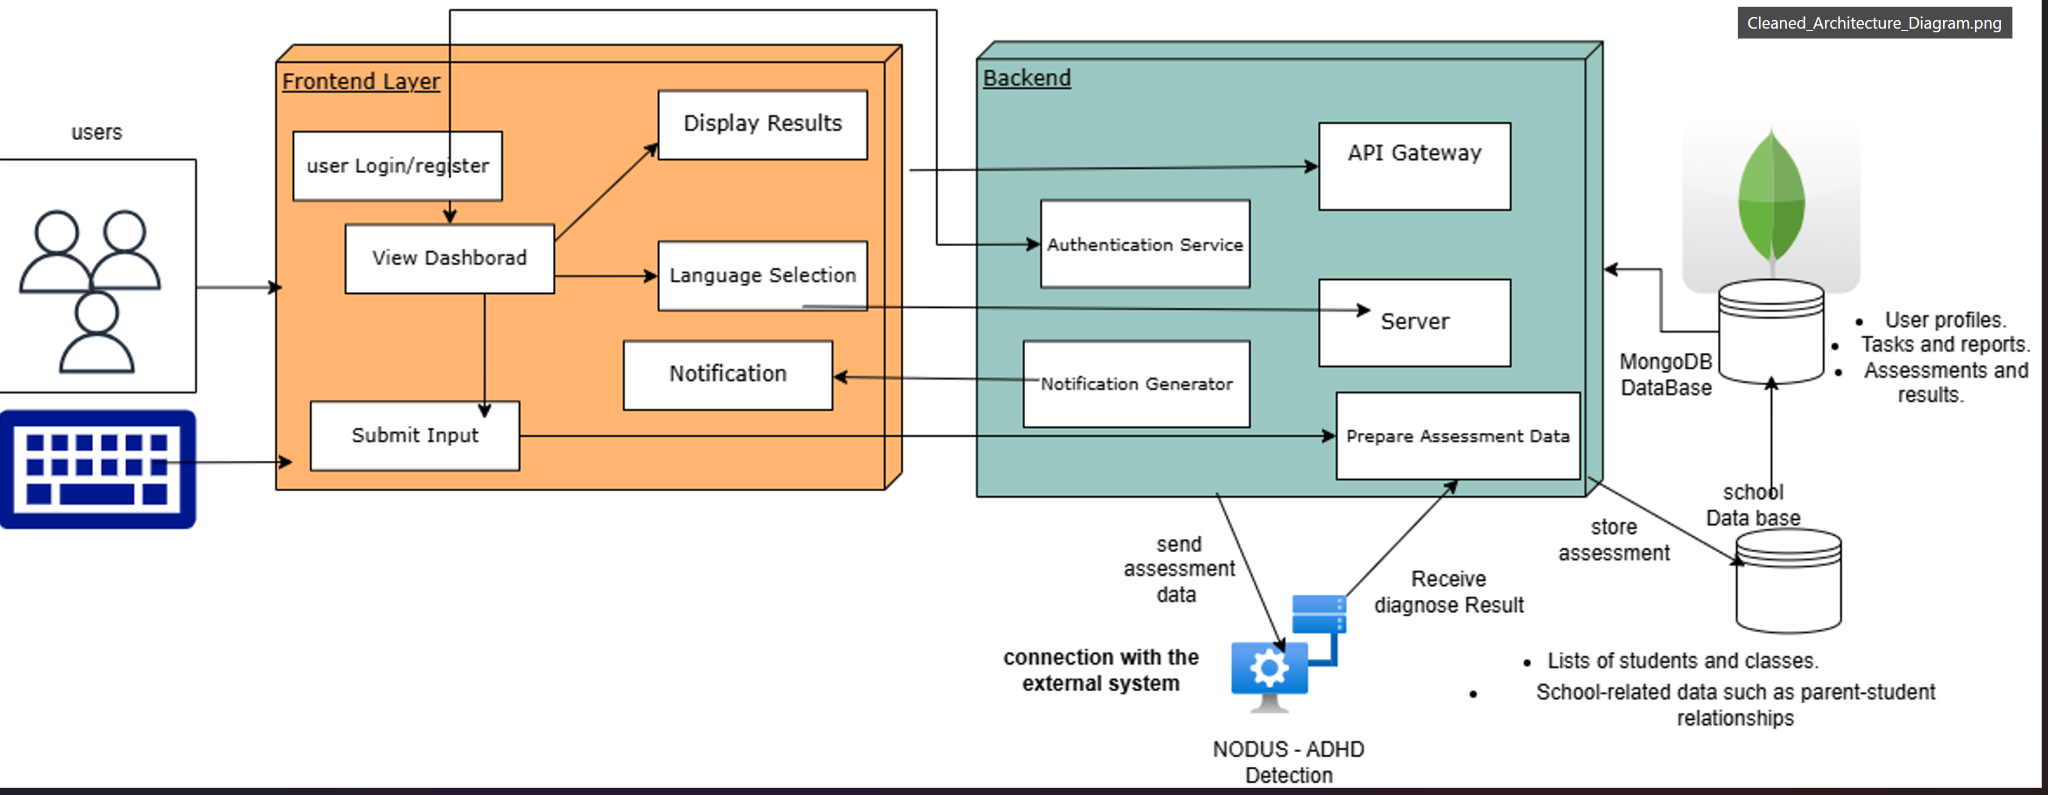 Cleaned_Architecture_Diagram.png
users
Frontend Layer
user Login/register
View Dashborad
Display Results
Language Selection
Notification
Submit Input
Backend
API Gateway
Authentication Service
Server
Notification Generator
Prepare Assessment Data
MongoDB
DataBase
• User profiles.
• Tasks and reports.
• Assessments and
results.
school
Data base
store
assessment
send
assessment
data
Receive
diagnose Result
connection with the
external system
NODUS - ADHD
Detection
• Lists of students and classes.
• School-related data such as parent-student
relationships